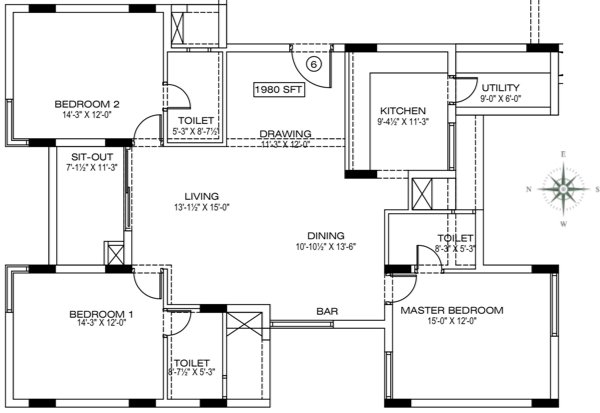 BEDROOM 2
14'-3" X 12'-0"
TOILET
5'-3" X 8'-7½"
6
1980 SFT
DRAWING
11'-3" X 12'-0"
KITCHEN
9'-4½" X 11'-3"
UTILITY
9'-0" X 6'-0"
SIT-OUT
7'-1½" X 11'-3"
LIVING
13'-1½" X 15'-0"
DINING
10'-10½" X 13'-6"
TOILET
8'-3" X 5'-3"
E
N
S
W
BEDROOM 1
14'-3" X 12'-0"
TOILET
8'-7½" X 5'-3"
BAR
MASTER BEDROOM
15'-0" X 12'-0"